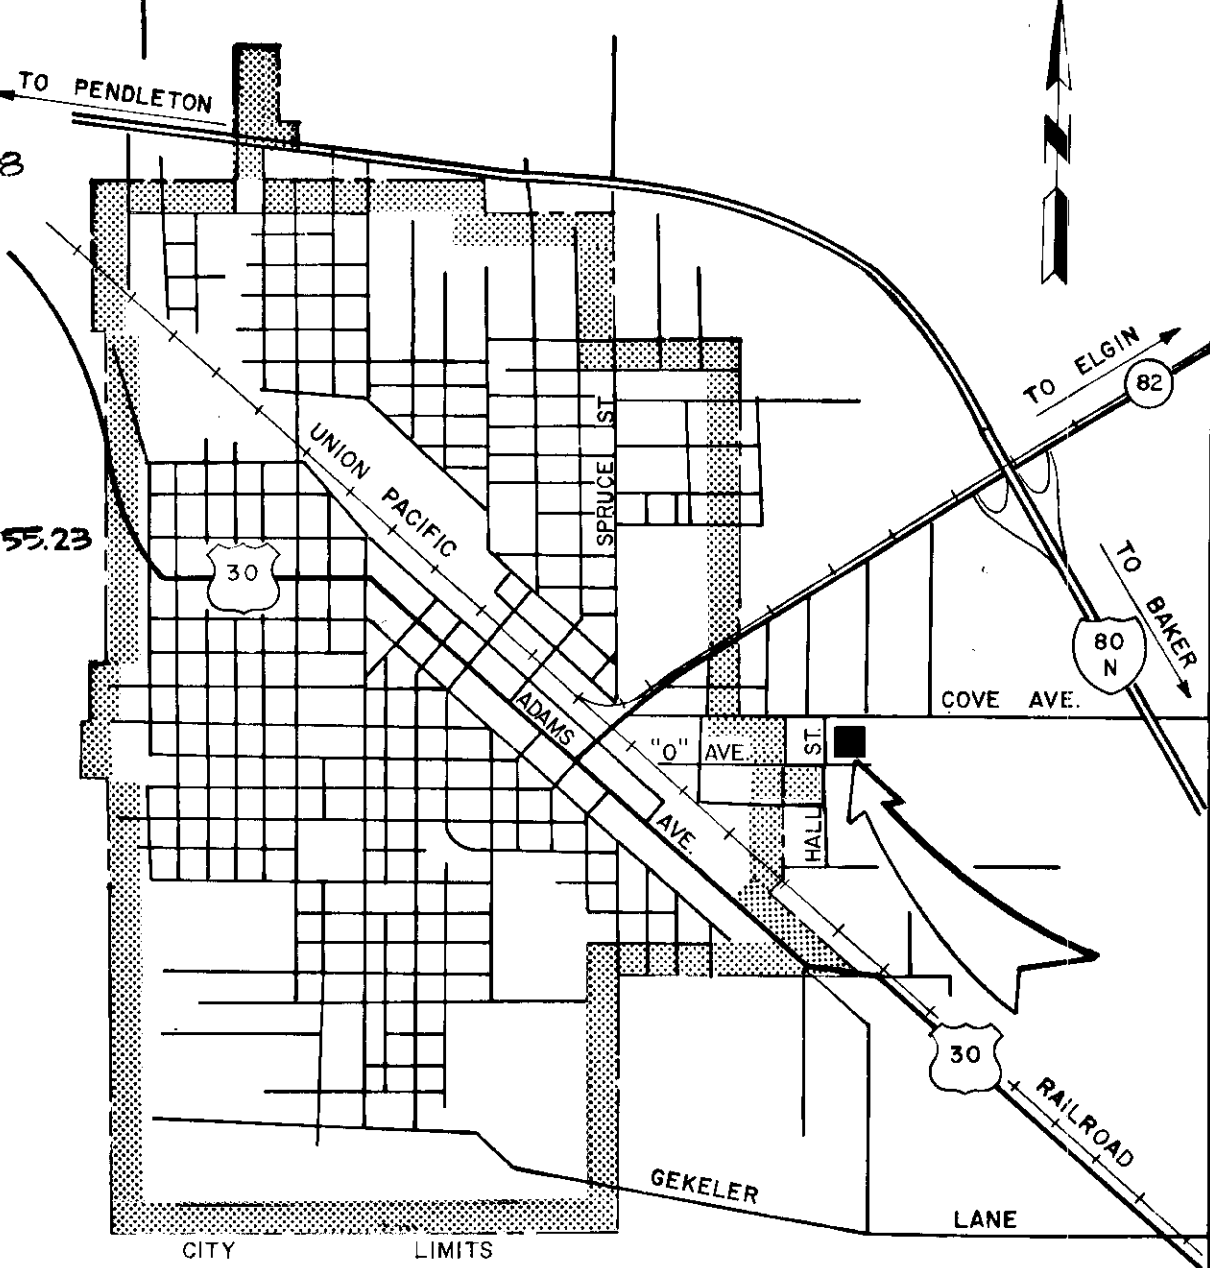 TO PENDLETON
8
TO ELGIN
82
UNION PACIFIC
SPRUCE ST.
55.23
30
TO BAKER
80
N
COVE AVE.
ADAMS
AVE.
"O" AVE.
HALL ST.
30
RAILROAD
GEKELER
LANE
CITY LIMITS